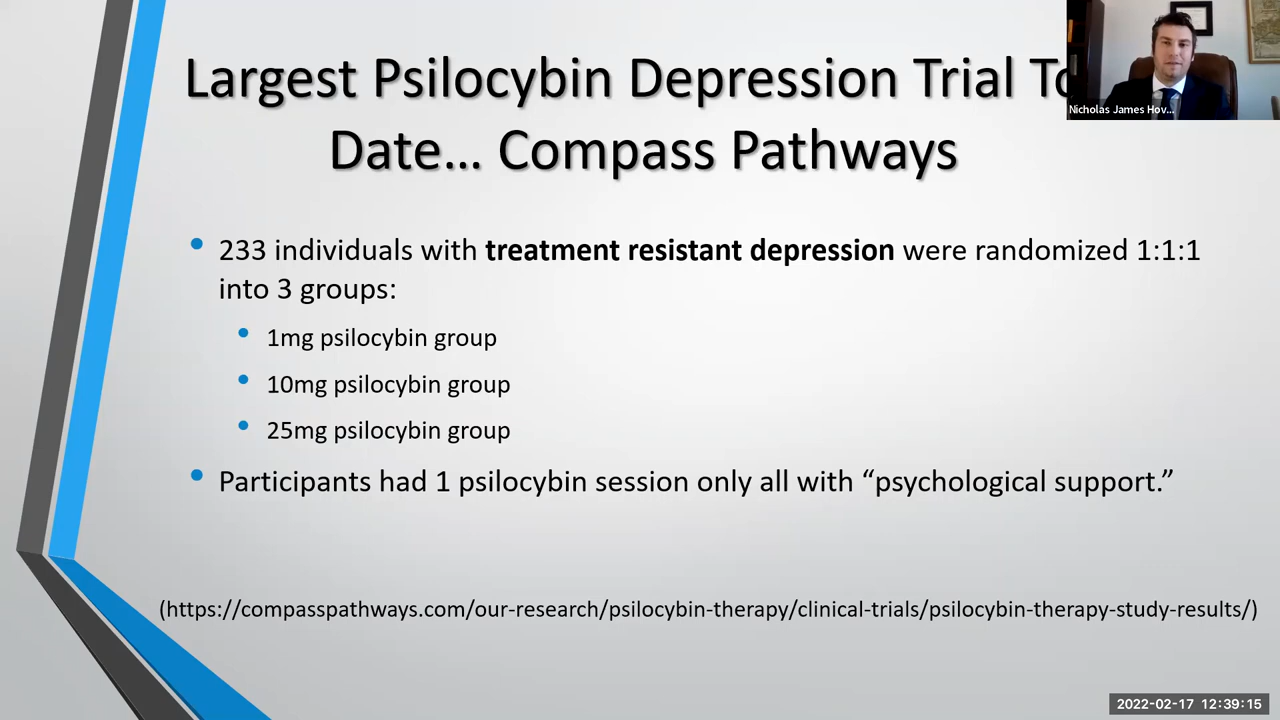 Largest Psilocybin Depression Trial
Date... Compass Pathways
Nicholas James Hov...
• 233 individuals with treatment resistant depression were randomized 1:1:1
into 3 groups:
• 1mg psilocybin group
• 10mg psilocybin group
• 25mg psilocybin group
• Participants had 1 psilocybin session only all with “psychological support.”
(https://compasspathways.com/our-research/psilocybin-therapy/clinical-trials/psilocybin-therapy-study-results/)
2022-02-17 12:39:15